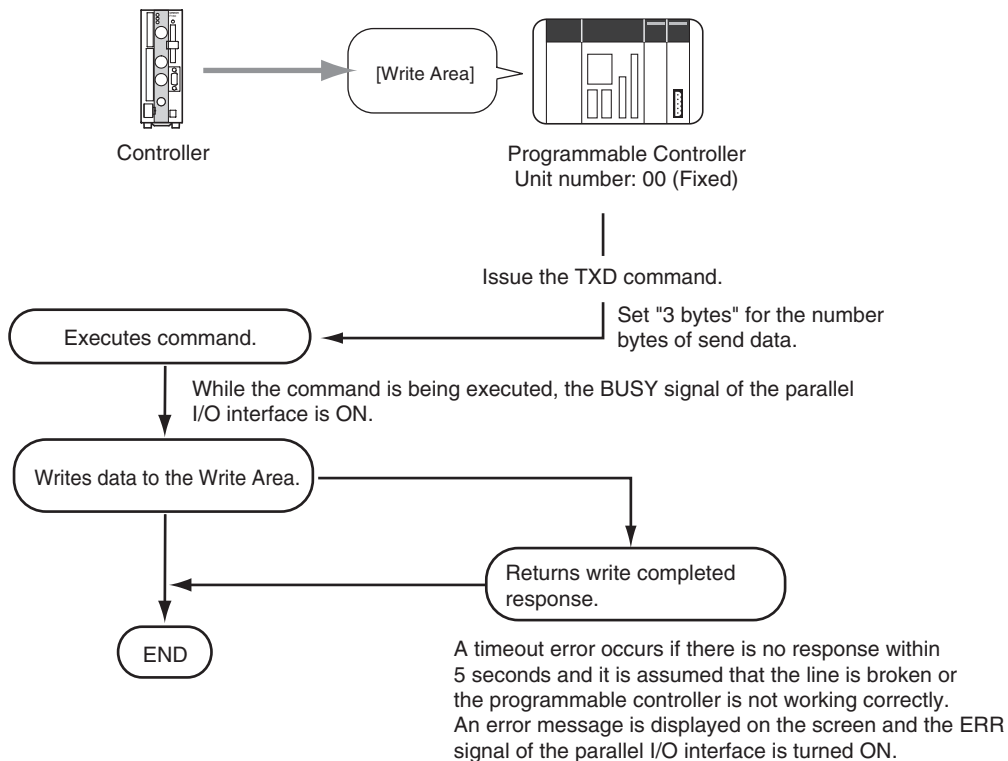 [Write Area]
Controller
Programmable Controller
Unit number: 00 (Fixed)
Issue the TXD command.
Set "3 bytes" for the number
bytes of send data.
Executes command.
While the command is being executed, the BUSY signal of the parallel
I/O interface is ON.
Writes data to the Write Area.
Returns write completed
response.
END
A timeout error occurs if there is no response within
5 seconds and it is assumed that the line is broken or
the programmable controller is not working correctly.
An error message is displayed on the screen and the ERR
signal of the parallel I/O interface is turned ON.